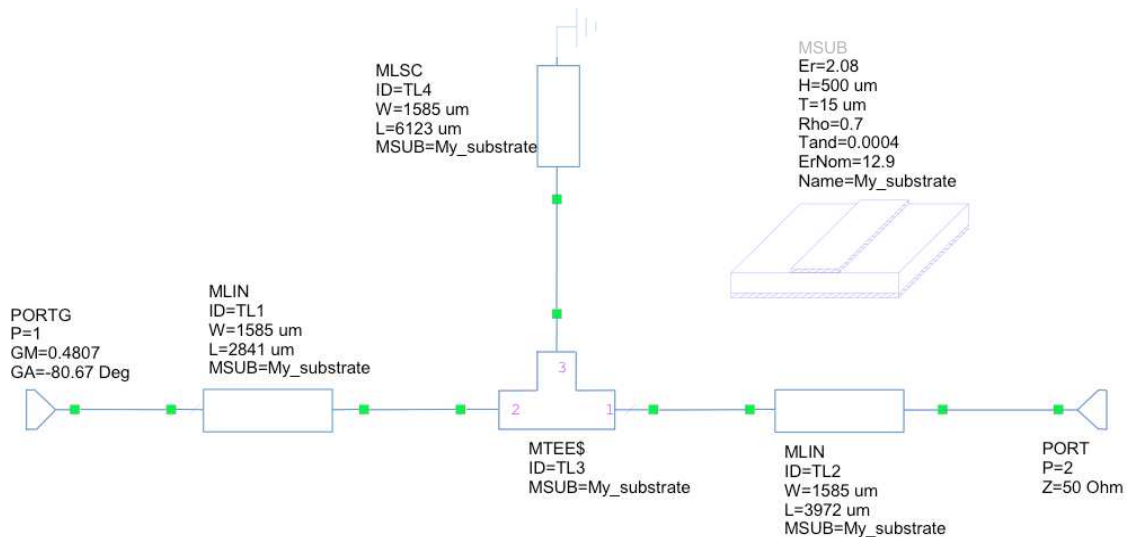 MLSC
ID=TL4
W=1585 um
L=6123 um
MSUB=My_substrate
MSUB
Er=2.08
H=500 um
T=15 um
Rho=0.7
Tand=0.0004
ErNom=12.9
Name=My_substrate
PORTG
P=1
GM=0.4807
GA=-80.67 Deg
MLIN
ID=TL1
W=1585 um
L=2841 um
MSUB=My_substrate
3
2
1
MTEE$
ID=TL3
MSUB=My_substrate
MLIN
ID=TL2
W=1585 um
L=3972 um
MSUB=My_substrate
PORT
P=2
Z=50 Ohm